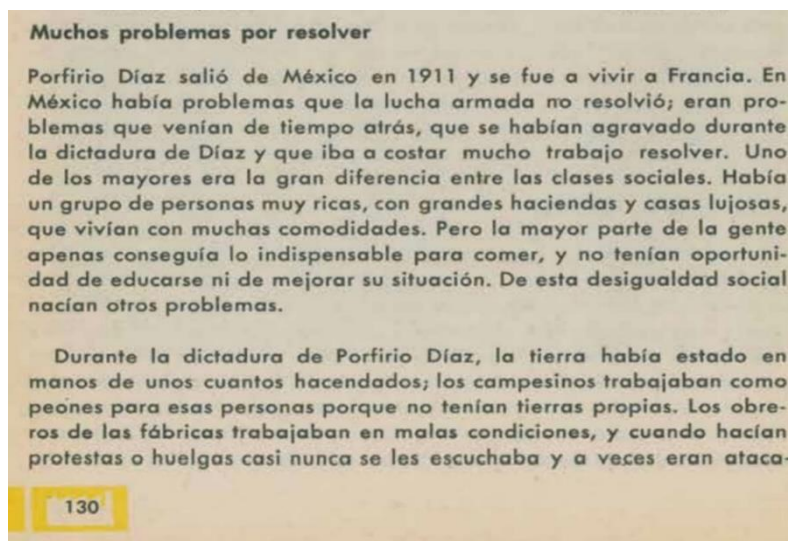 Muchos problemas por resolver
Porfirio Díaz salió de México en 1911 y se fue a vivir a Francia. En
México había problemas que la lucha armada no resolvió; eran pro-
blemas que venían de tiempo atrás, que se habían agravado durante
la dictadura de Díaz y que iba a costar mucho trabajo resolver. Uno
de los mayores era la gran diferencia entre las clases sociales. Había
un grupo de personas muy ricas, con grandes haciendas y casas lujosas,
que vivían con muchas comodidades. Pero la mayor parte de la gente
apenas conseguía lo indispensable para comer, y no tenían oportuni-
dad de educarse ni de mejorar su situación. De esta desigualdad social
nacían otros problemas.
Durante la dictadura de Porfirio Díaz, la tierra había estado en
manos de unos cuantos hacendados; los campesinos trabajaban como
peones para esas personas porque no tenían tierras propias. Los obre-
ros de las fábricas trabajaban en malas condiciones, y cuando hacían
protestas o huelgas casi nunca se les escuchaba y a veces eran ataca-
130